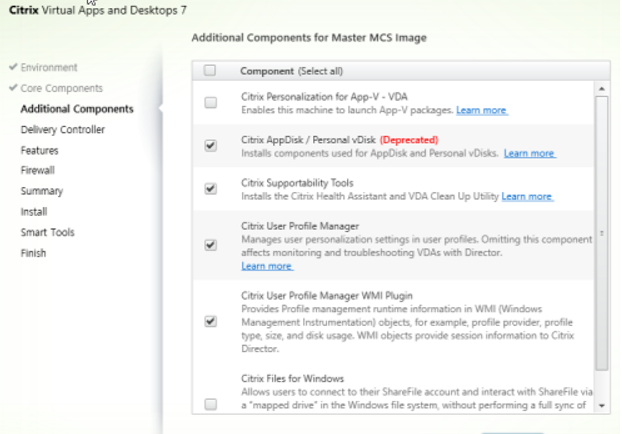 Citrix Virtual Apps and Desktops 7
Additional Components for Master MCS Image
Environment
Core Components
Additional Components
Delivery Controller
Features
Firewall
Summary
Install
Smart Tools
Finish
Component (Select all)
Citrix Personalization for App-V - VDA
Enables this machine to launch App-V packages. Learn more
Citrix AppDisk / Personal vDisk (Deprecated)
Installs components used for AppDisk and Personal vDisks. Learn more
Citrix Supportability Tools
Installs the Citrix Health Assistant and VDA Clean Up Utility Learn more
Citrix User Profile Manager
Manages user personalization settings in user profiles. Omitting this component
affects monitoring and troubleshooting VDAs with Director.
Learn more
Citrix User Profile Manager WMI Plugin
Provides Profile management runtime information in WMI (Windows
Management Instrumentation) objects, for example, profile provider, profile
type, size, and disk usage. WMI objects provide session information to Citrix
Director.
Citrix Files for Windows
Allows users to connect to their ShareFile account and interact with ShareFile via
a "mapped drive" in the Windows file system, without performing a full sync of